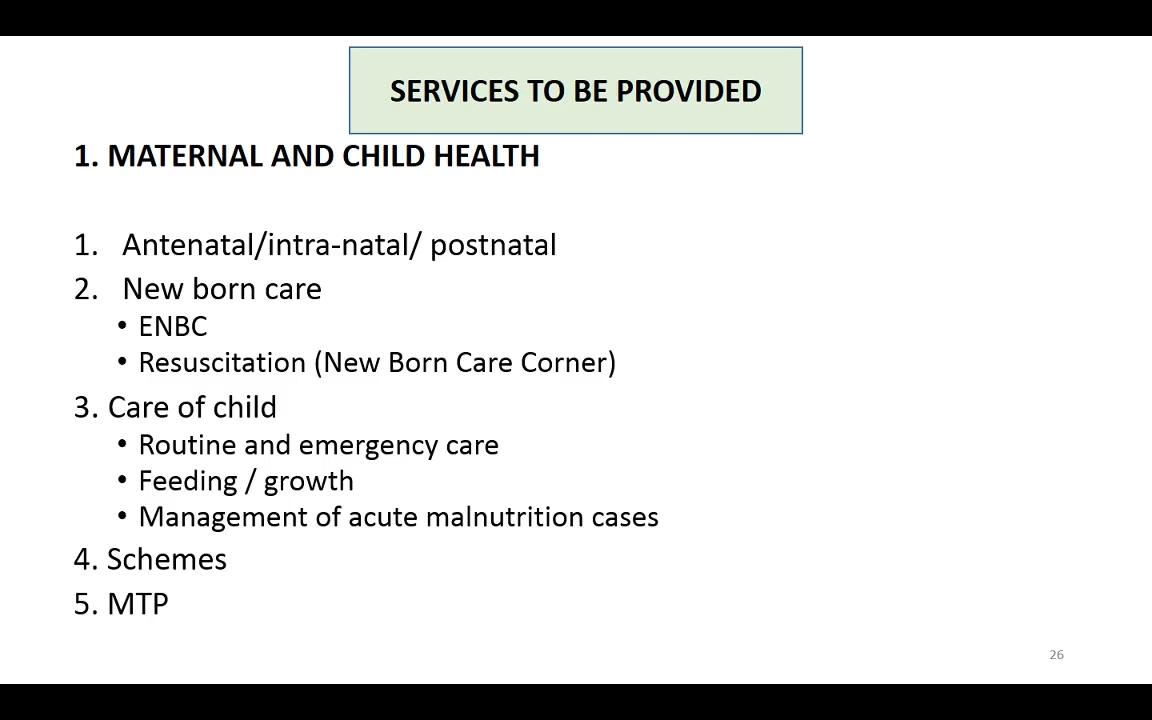 SERVICES TO BE PROVIDED
1. MATERNAL AND CHILD HEALTH
1. Antenatal/intra-natal/ postnatal
2. New born care
• ENBC
• Resuscitation (New Born Care Corner)
3. Care of child
• Routine and emergency care
• Feeding / growth
• Management of acute malnutrition cases
4. Schemes
5. MTP
26